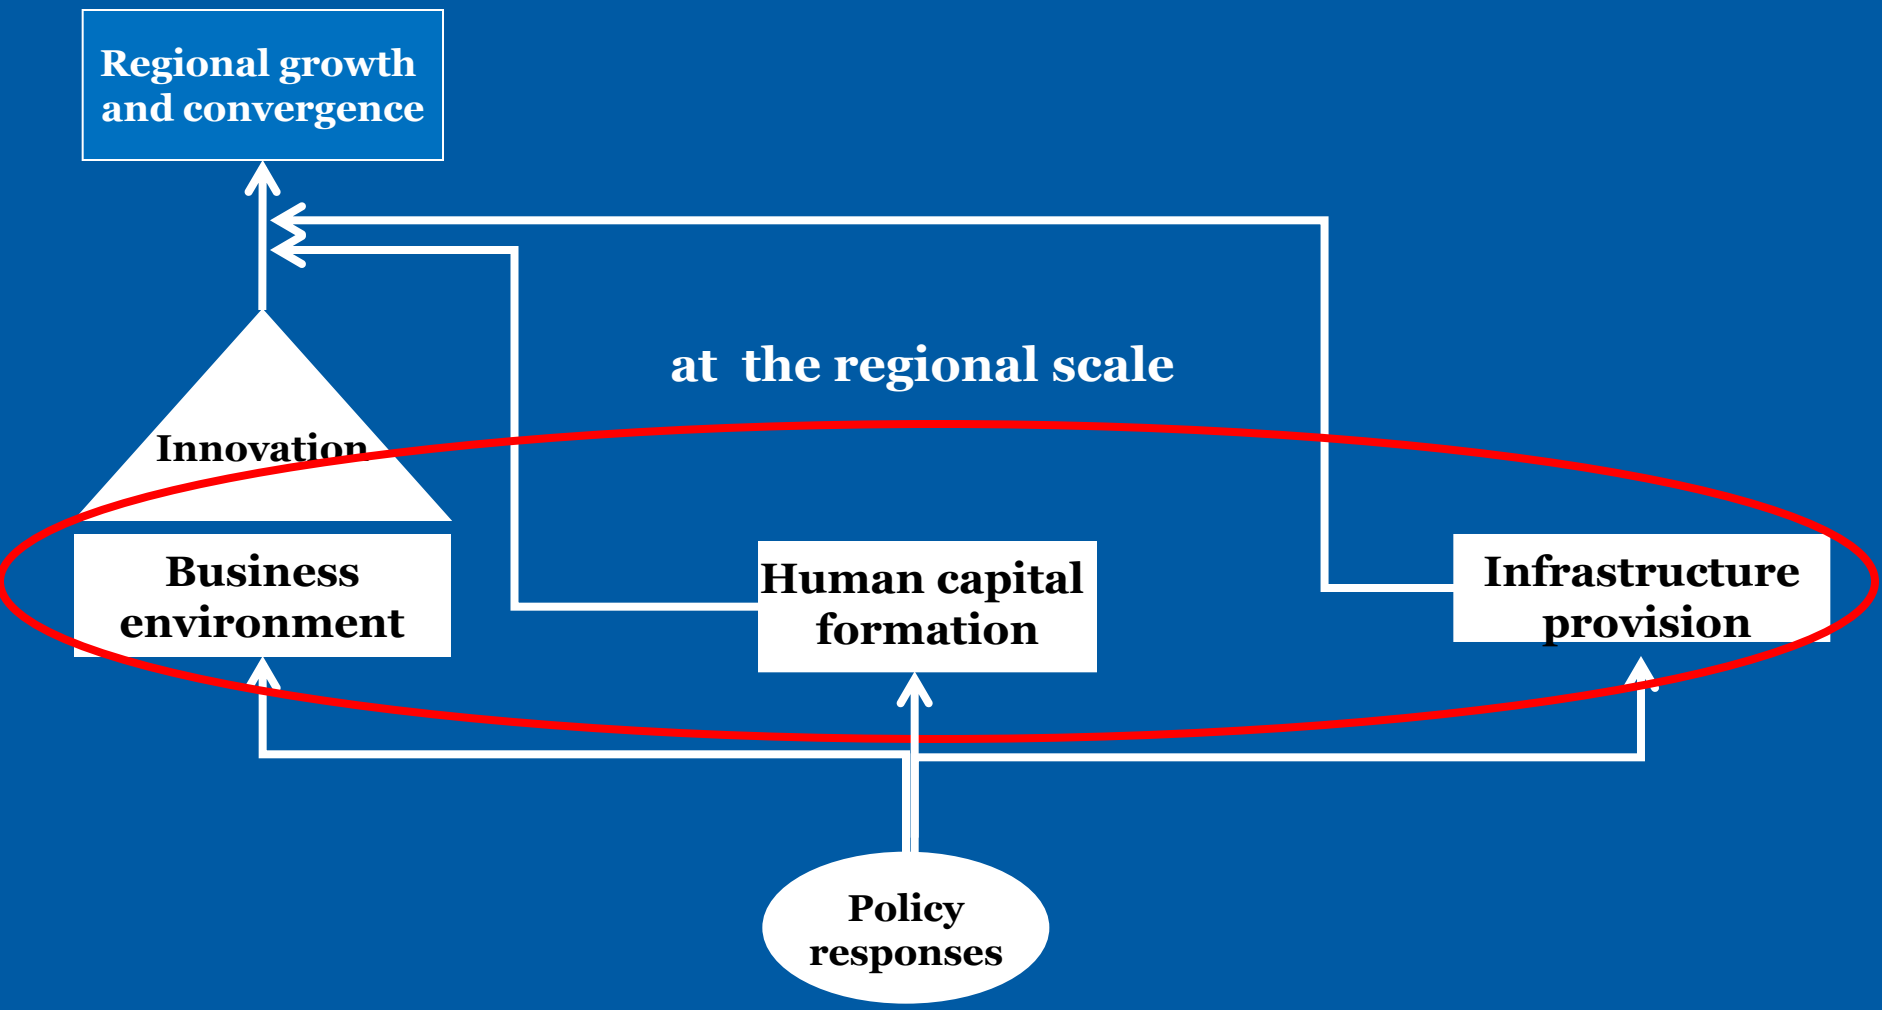 Regional growth
and convergence
at the regional scale
Innovation
Business
environment
Human capital
formation
Infrastructure
provision
Policy
responses